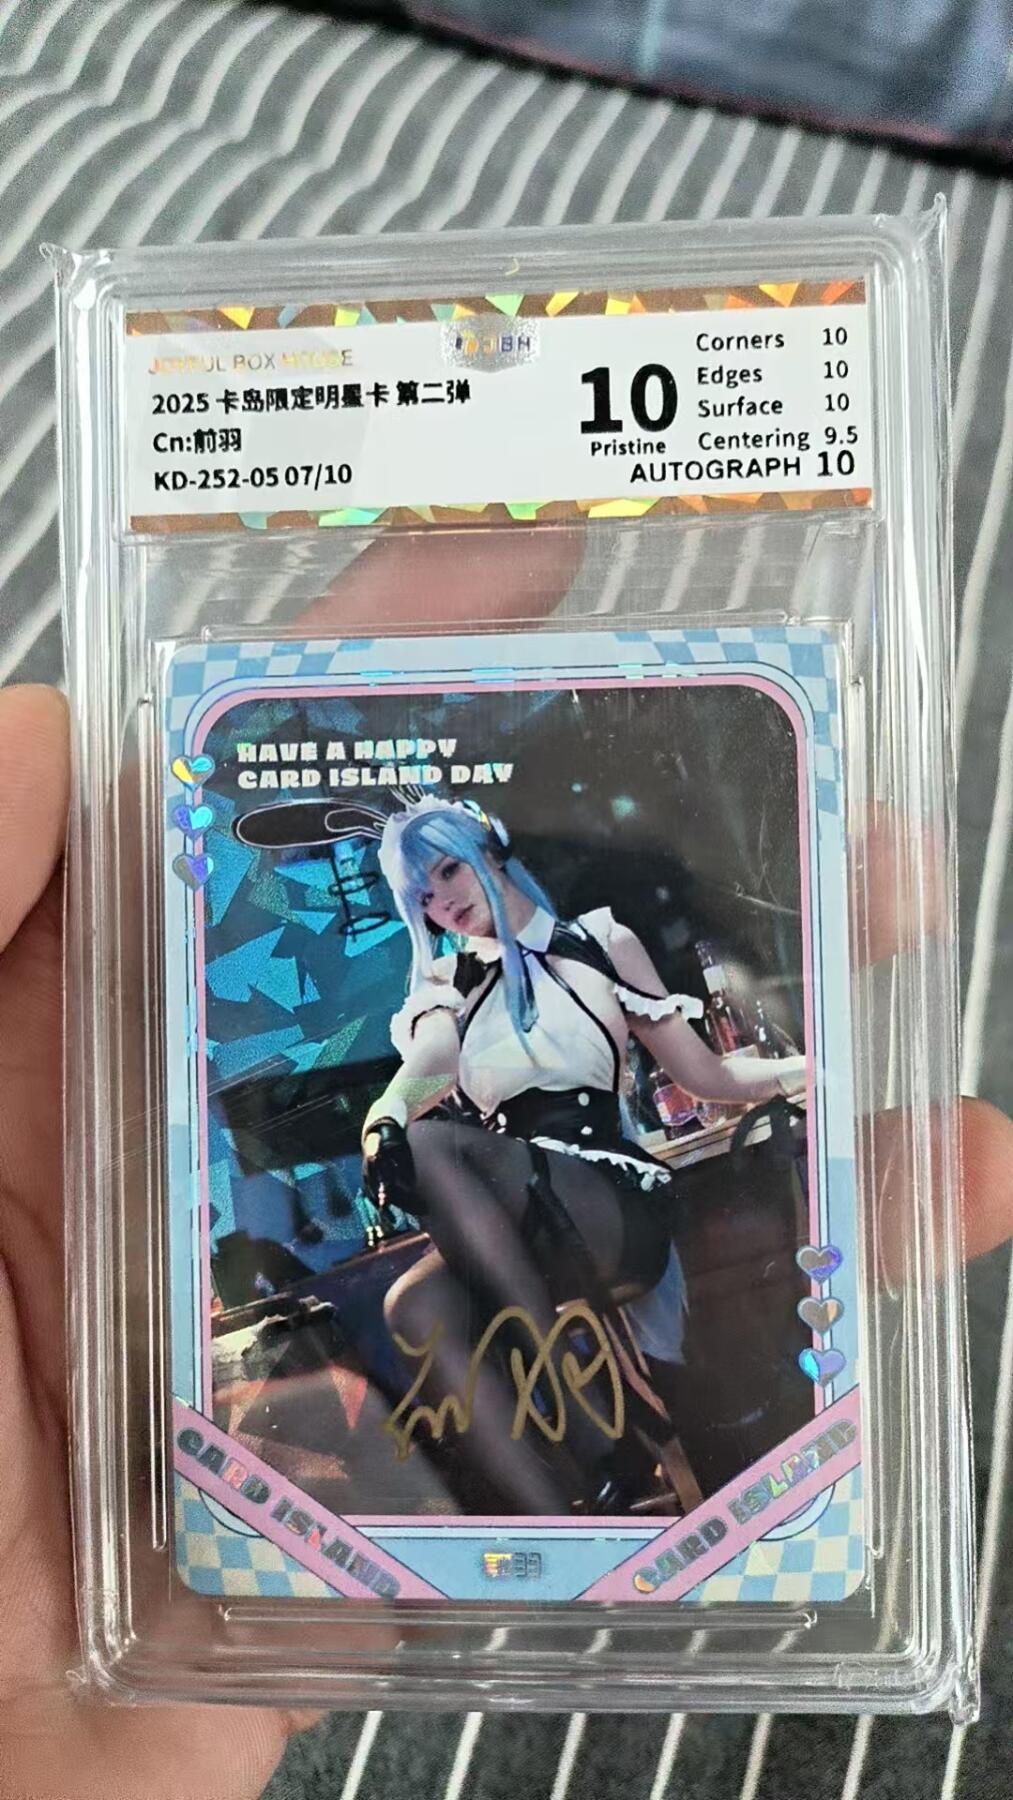 JOYFUL BOX HOUSE
JBH
2025 卡岛限定明星卡 第二弹
Cn:前羽
KD-252-05 07/10
10
Pristine
Corners 10
Edges 10
Surface 10
Centering 9.5
AUTOGRAPH 10
HAVE A HAPPY
CARD ISLAND DAY
CARD ISLAND
CARD ISLAND